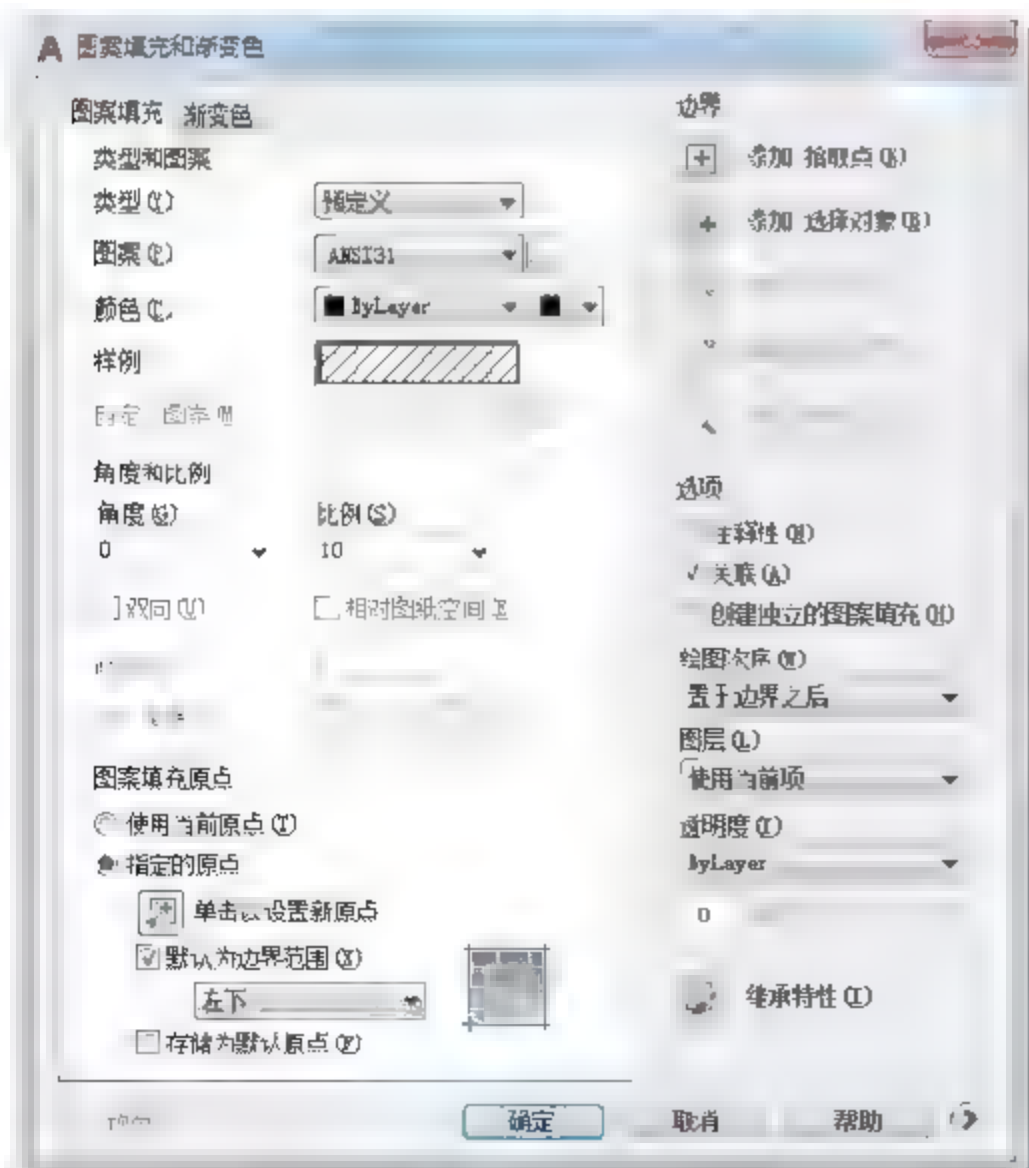 图案填充和渐变色
图案填充 渐变色
类型和图案
类型(Y)
预定义
图案(P)
ANSI31
颜色(C)
ByLayer
样例
角度和比例
角度(G)
比例(S)
0
10
双向(U)
相对图纸空间
图案填充原点
使用当前原点(T)
指定的原点
单击以设置新原点
默认为边界范围(X)
左下
存储为默认原点(F)
边界
添加 拾取点(K)
添加 选择对象(B)
选项
注释性(N)
关联(A)
创建独立的图案填充(H)
绘图次序(W)
置于边界之后
图层(L)
使用当前项
透明度(T)
ByLayer
0
继承特性(I)
确定
取消
帮助